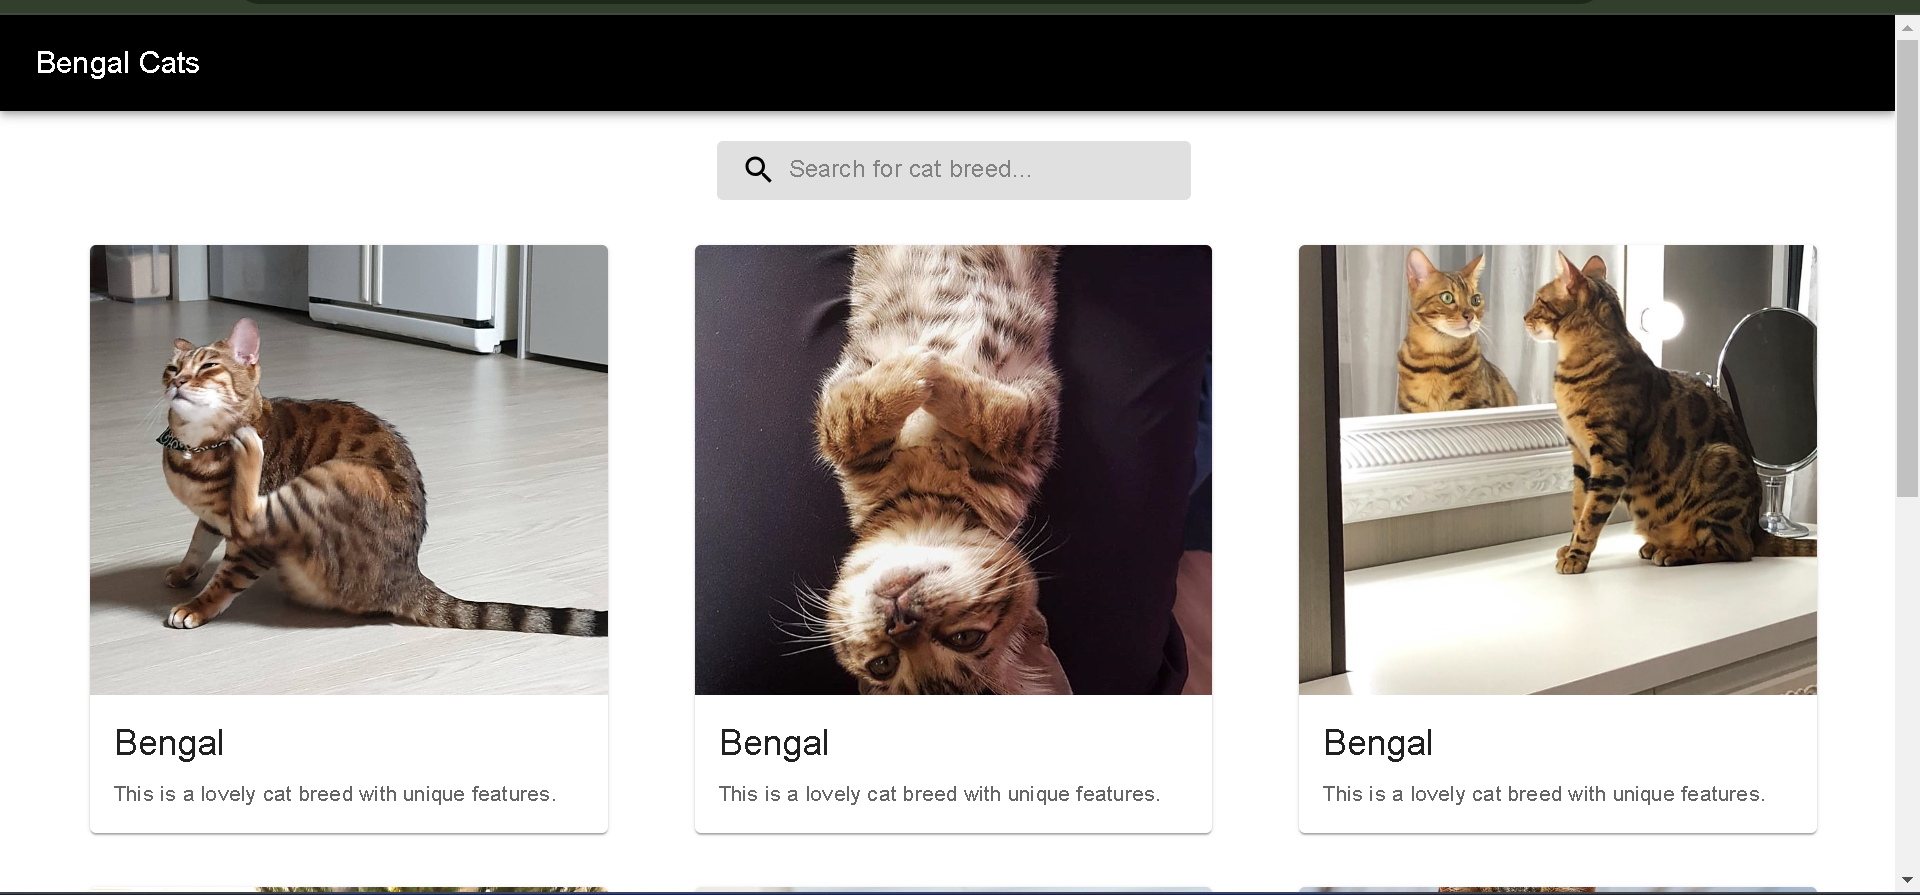 Bengal Cats
Search for cat breed...
Bengal
This is a lovely cat breed with unique features.
Bengal
This is a lovely cat breed with unique features.
Bengal
This is a lovely cat breed with unique features.